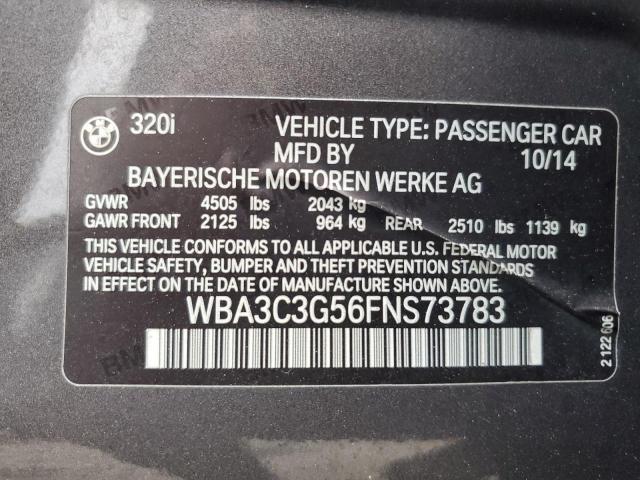 320i VEHICLE TYPE: PASSENGER CAR
MFD BY 10/14
BAYERISCHE MOTOREN WERKE AG
GVWR 4505 lbs 2043 kg
GAWR FRONT 2125 lbs 964 kg REAR 2510 lbs 1139 kg
THIS VEHICLE CONFORMS TO ALL APPLICABLE U.S. FEDERAL MOTOR
VEHICLE SAFETY, BUMPER AND THEFT PREVENTION STANDARDS
IN EFFECT ON THE DATE OF MANUFACTURE SHOWN ABOVE.
WBA3C3G56FNS73783
2 122 606